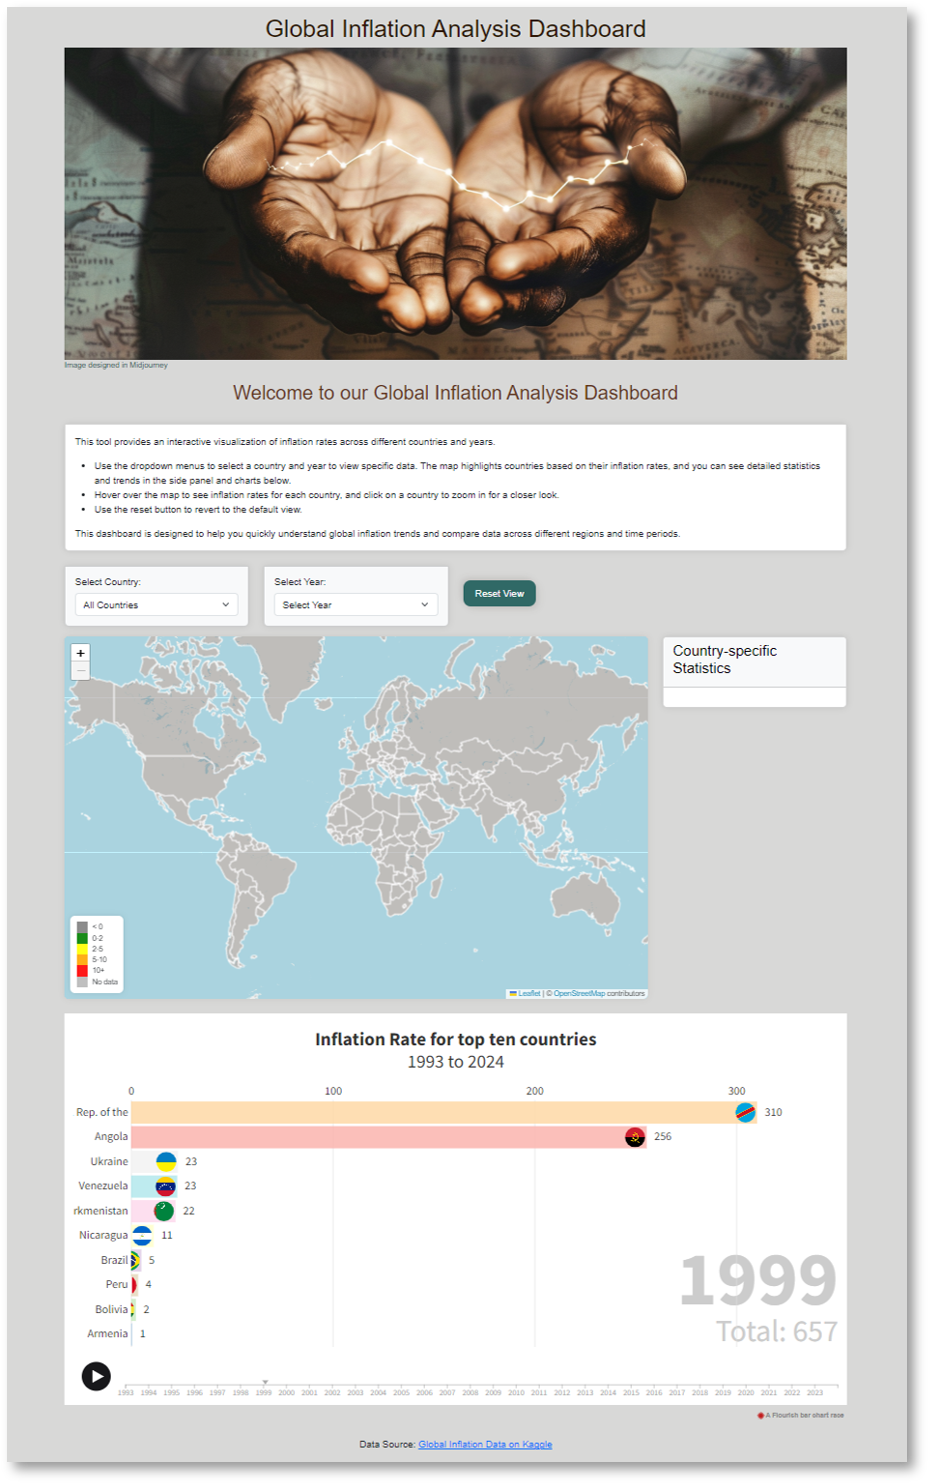 Global Inflation Analysis Dashboard
Image designed in Midjourney
Welcome to our Global Inflation Analysis Dashboard
This tool provides an interactive visualization of inflation rates across different countries and years.
• Use the dropdown menus to select a country and year to view specific data. The map highlights countries based on their inflation rates, and you can see detailed statistics
and trends in the side panel and charts below.
• Hover over the map to see inflation rates for each country, and click on a country to zoom in for a closer look.
• Use the reset button to revert to the default view.
This dashboard is designed to help you quickly understand global inflation trends and compare data across different regions and time periods.
Select Country:
All Countries
Select Year:
Select Year
Reset View
+
−
Country-specific
Statistics
< 0
0-2
2-5
5-10
10+
No data
Leaflet | © OpenStreetMap contributors
Inflation Rate for top ten countries
1993 to 2024
0 100 200 300
Rep. of the 310
Angola 256
Ukraine 23
Venezuela 23
rkmenistan 22
Nicaragua 11
Brazil 5
Peru 4
Bolivia 2
Armenia 1
1999
Total: 657
1993 1994 1995 1996 1997 1998 1999 2000 2001 2002 2003 2004 2005 2006 2007 2008 2009 2010 2011 2012 2013 2014 2015 2016 2017 2018 2019 2020 2021 2022 2023
A Flourish bar chart race
Data Source: Global Inflation Data on Kaggle